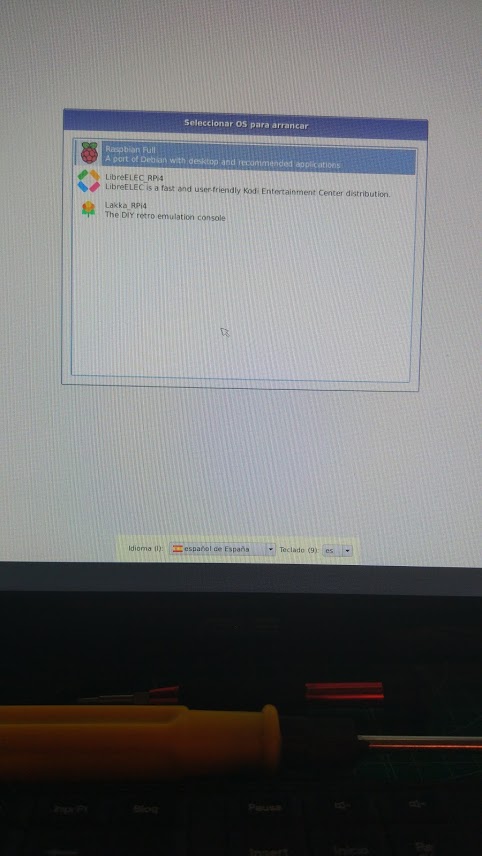 Seleccionar OS para arrancar
Raspbian Full
A port of Debian with desktop and recommended applications
LibreELEC_RPi4
LibreELEC is a fast and user-friendly Kodi Entertainment Center distribution.
Lakka_RPi4
The DIY retro emulation console
Idioma (l): español de España Teclado (9): es
ImpPt Bloq Pausa
Insert Inicio Re